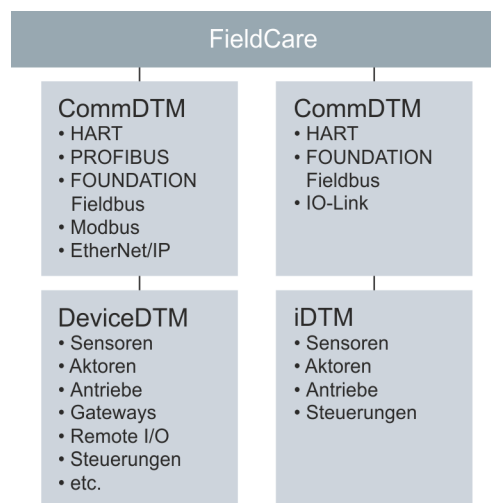 FieldCare
CommDTM
• HART
• PROFIBUS
• FOUNDATION
Fieldbus
• Modbus
• EtherNet/IP
CommDTM
• HART
• FOUNDATION
Fieldbus
• IO-Link
DeviceDTM
• Sensoren
• Aktoren
• Antriebe
• Gateways
• Remote I/O
• Steuerungen
• etc.
iDTM
• Sensoren
• Aktoren
• Antriebe
• Steuerungen